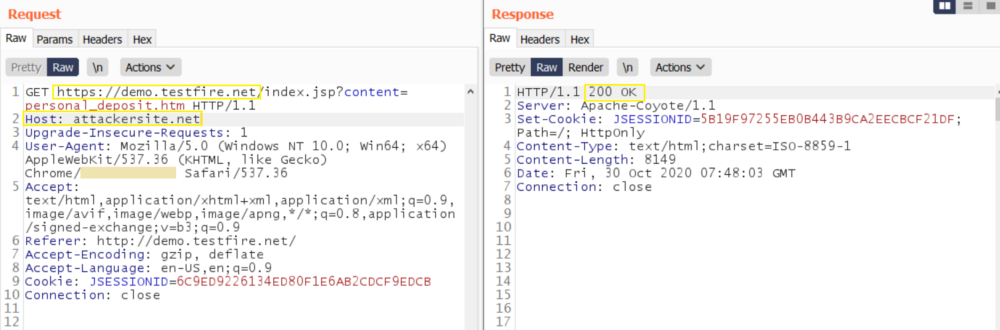 Request
Raw Params Headers Hex
Pretty Raw \n Actions
1 GET https://demo.testfire.net/index.jsp?content=
personal_deposit.htm HTTP/1.1
2 Host: attackersite.net
3 Upgrade-Insecure-Requests: 1
4 User-Agent: Mozilla/5.0 (Windows NT 10.0; Win64; x64)
AppleWebKit/537.36 (KHTML, like Gecko)
Chrome/ Safari/537.36
5 Accept:
text/html,application/xhtml+xml,application/xml;q=0.9,
image/avif,image/webp,image/apng,*/*;q=0.8,application
/signed-exchange;v=b3;q=0.9
6 Referer: http://demo.testfire.net/
7 Accept-Encoding: gzip, deflate
8 Accept-Language: en-US,en;q=0.9
9 Cookie: JSESSIONID=6C9ED9226134ED80F1E6AB2CDCF9EDCB
10 Connection: close
11
12
Response
Raw Headers Hex
Pretty Raw Render \n Actions
1 HTTP/1.1 200 OK
2 Server: Apache-Coyote/1.1
3 Set-Cookie: JSESSIONID=5B19F97255EB0B443B9CA2EECBCF21DF;
Path=/; HttpOnly
4 Content-Type: text/html;charset=ISO-8859-1
5 Content-Length: 8149
6 Date: Fri, 30 Oct 2020 07:48:03 GMT
7 Connection: close
8
9
10
11
12
13
14
15
16
17